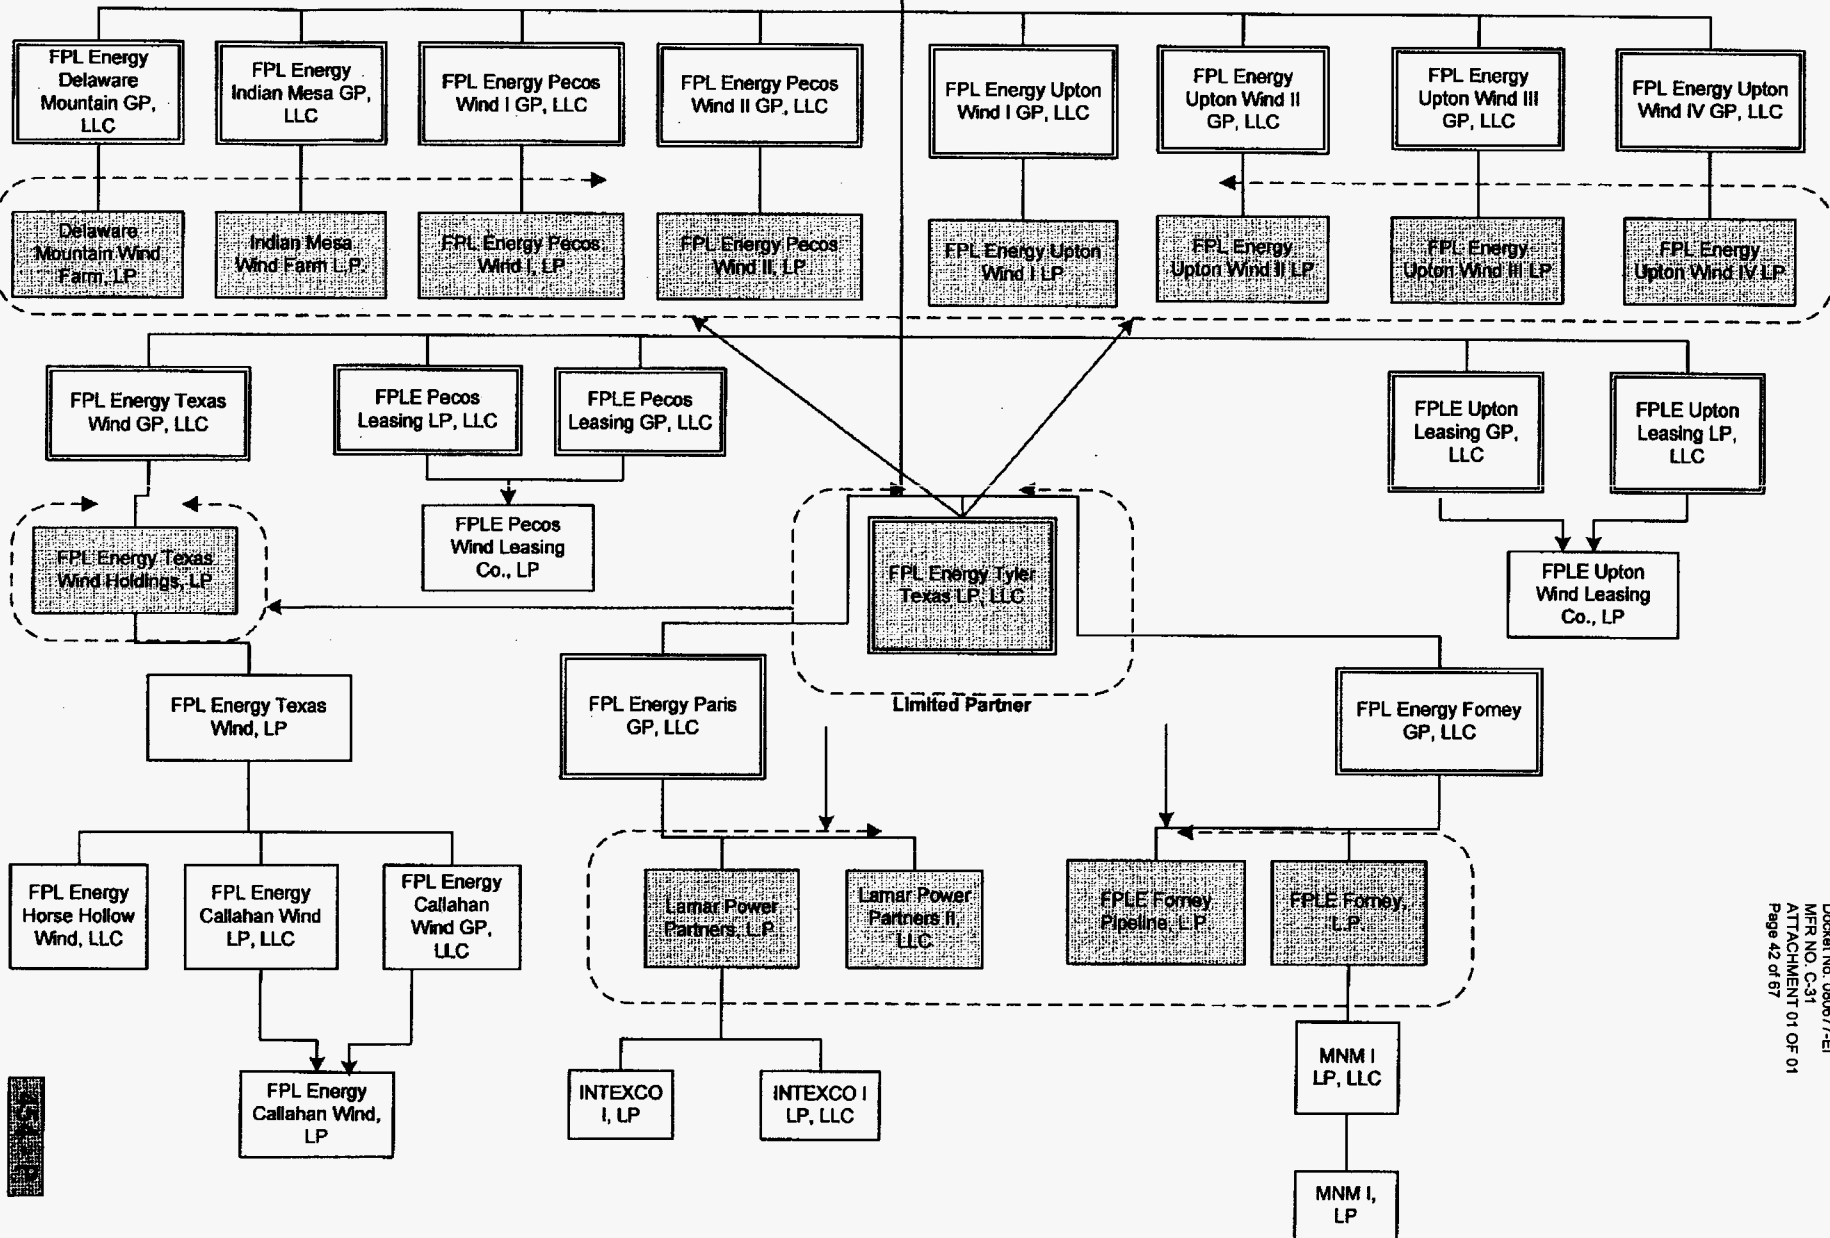 FPL Energy
Delaware
Mountain GP,
LLC
FPL Energy
Indian Mesa GP,
LLC
FPL Energy Pecos
Wind I GP, LLC
FPL Energy Pecos
Wind II GP, LLC
FPL Energy Upton
Wind I GP, LLC
FPL Energy
Upton Wind II
GP, LLC
FPL Energy
Upton Wind III
GP, LLC
FPL Energy Upton
Wind IV GP, LLC
Delaware
Mountain Wind
Farm, LP
Indian Mesa
Wind Farm L.P.
FPL Energy Pecos
Wind I, LP
FPL Energy Pecos
Wind II, LP
FPL Energy Upton
Wind I LP
FPL Energy
Upton Wind II LP
FPL Energy
Upton Wind III LP
FPL Energy
Upton Wind IV LP
FPL Energy Texas
Wind GP, LLC
FPLE Pecos
Leasing LP, LLC
FPLE Pecos
Leasing GP, LLC
FPLE Upton
Leasing GP,
LLC
FPLE Upton
Leasing LP,
LLC
FPL Energy Texas
Wind Holdings, LP
FPLE Pecos
Wind Leasing
Co., LP
FPL Energy Tyler
Texas LP, LLC
FPLE Upton
Wind Leasing
Co., LP
FPL Energy Texas
Wind, LP
FPL Energy Paris
GP, LLC
Limited Partner
FPL Energy Forney
GP, LLC
FPL Energy
Horse Hollow
Wind, LLC
FPL Energy
Callahan Wind
LP, LLC
FPL Energy
Callahan
Wind GP,
LLC
Lamar Power
Partners, L.P.
Lamar Power
Partners II,
LLC
FPLE Forney
Pipeline, L.P.
FPLE Forney,
L.P.
FPL Energy
Callahan Wind,
LP
INTEXCO
I, LP
INTEXCO I
LP, LLC
MNM I
LP, LLC
MNM I,
LP
Docket No. 080677-EI
MFR NO. C-31
ATTACHMENT 01 OF 01
Page 42 of 67